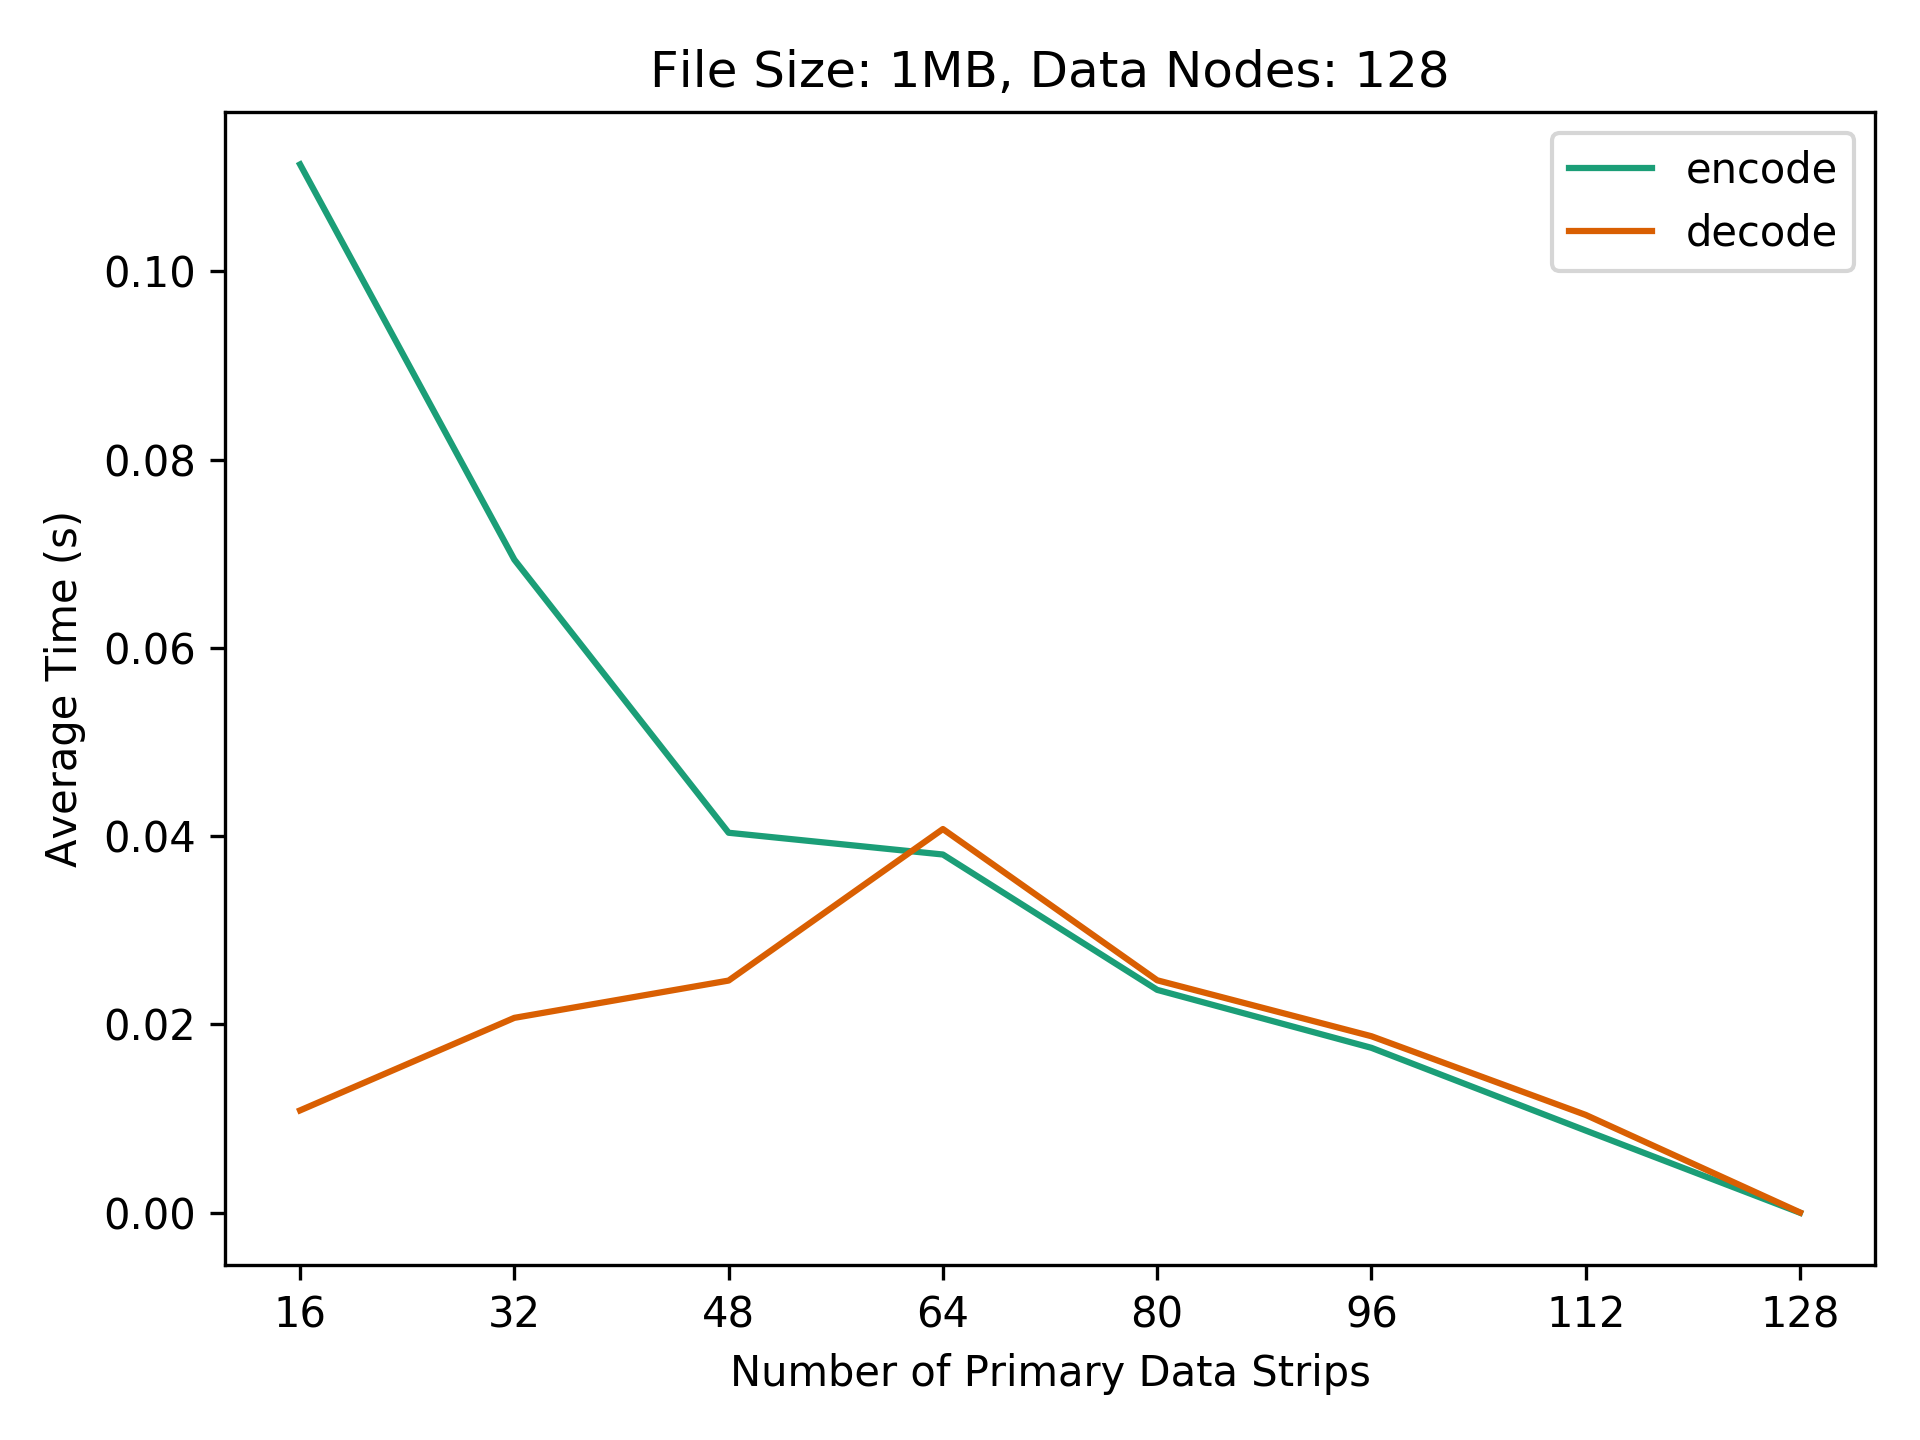 File Size: 1MB, Data Nodes: 128
encode
decode
0.10
0.08
0.06
0.04
0.02
0.00
Average Time (s)
16 32 48 64 80 96 112 128
Number of Primary Data Strips